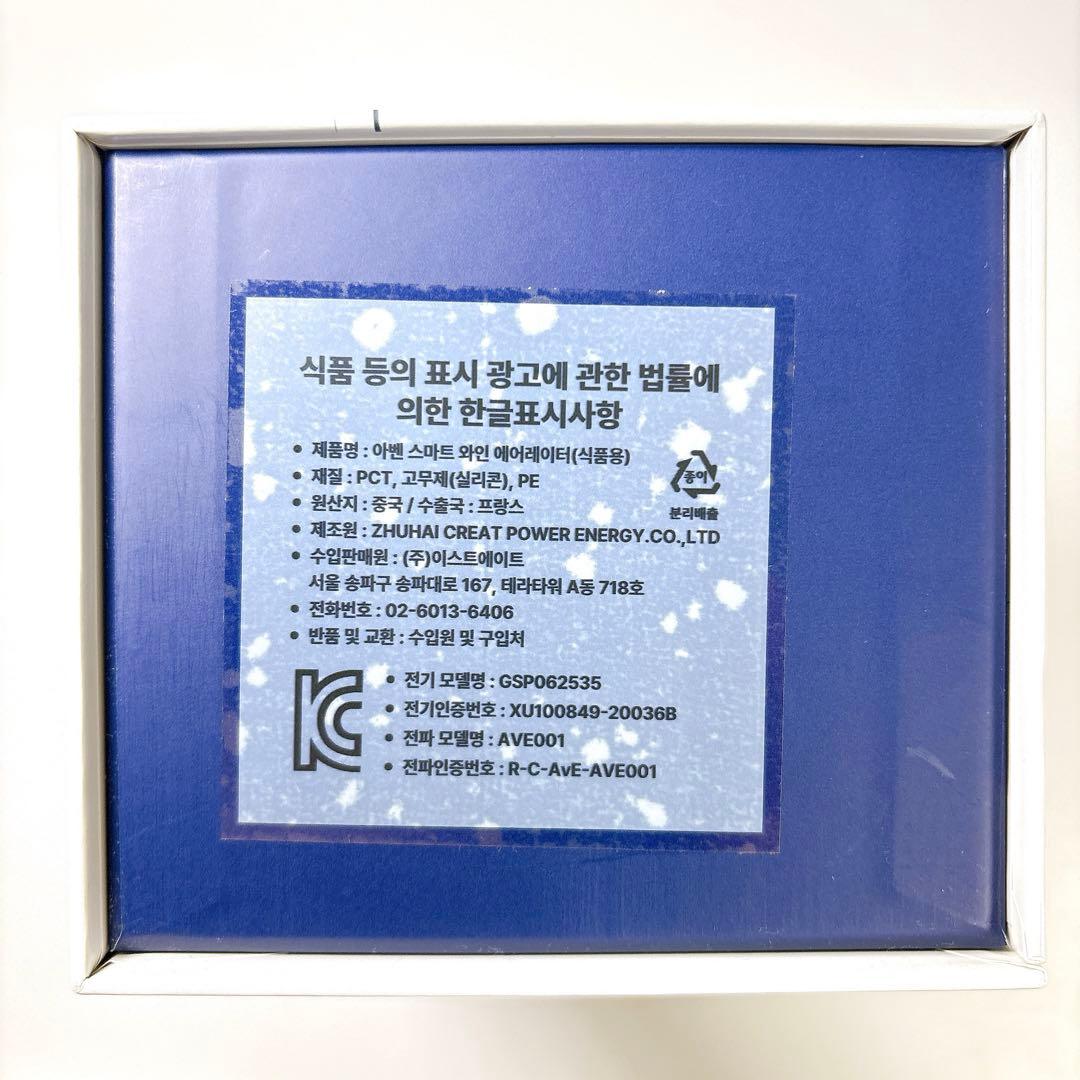 식품 등의 표시 광고에 관한 법률에
의한 한글표시사항
• 제품명 : 아벤 스마트 와인 에어레이터(식품용)
• 재질 : PCT, 고무제(실리콘), PE
• 원산지 : 중국 / 수출국 : 프랑스
• 제조원 : ZHUHAI CREAT POWER ENERGY.CO.,LTD
• 수입판매원 : (주)이스트에이트
서울 송파구 송파대로 167, 테라타워 A동 718호
• 전화번호 : 02-6013-6406
• 반품 및 교환 : 수입원 및 구입처
종이
분리배출
• 전기 모델명 : GSP062535
• 전기인증번호 : XU100849-20036B
• 전파 모델명 : AVE001
• 전파인증번호 : R-C-AvE-AVE001